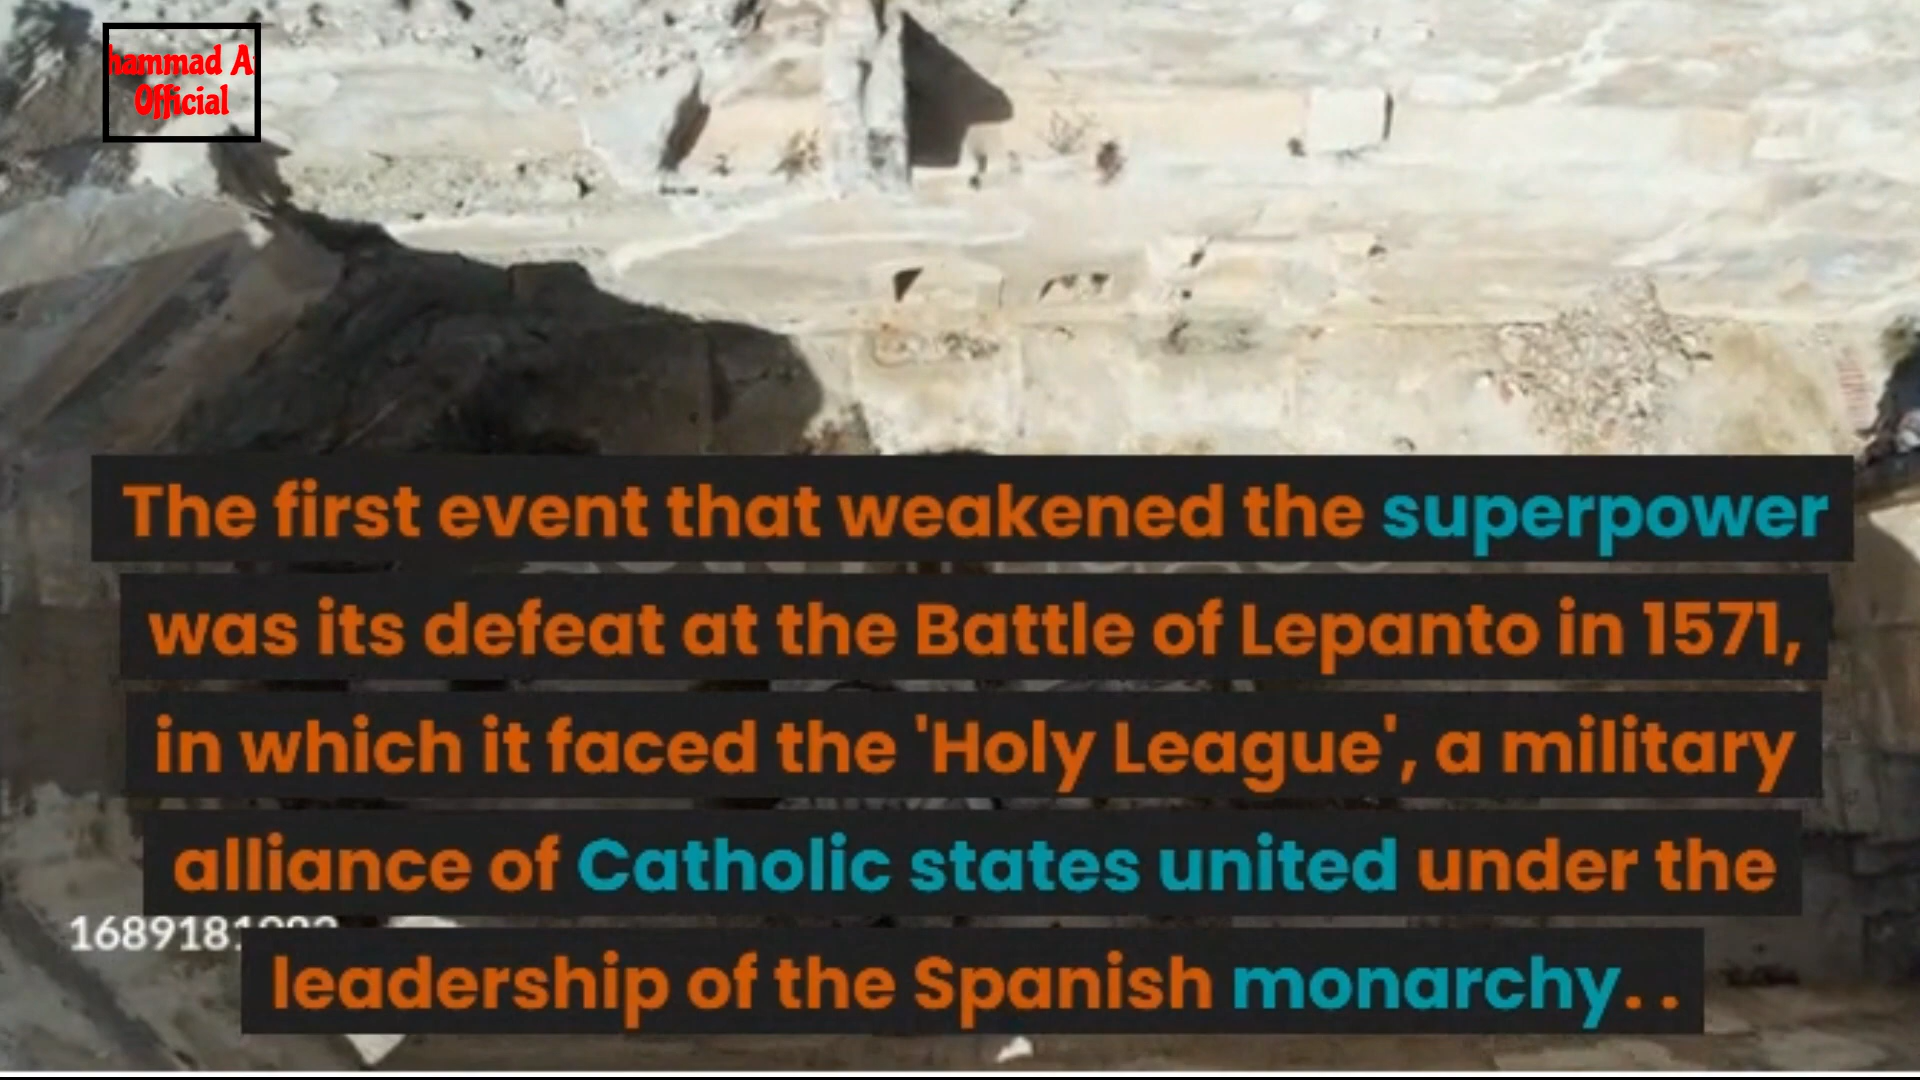 Official
The first event that weakened the superpower
was its defeat at the Battle of Lepanto in 1571,
in which it faced the 'Holy League', a military
alliance of Catholic states united under the
leadership of the Spanish monarchy. .